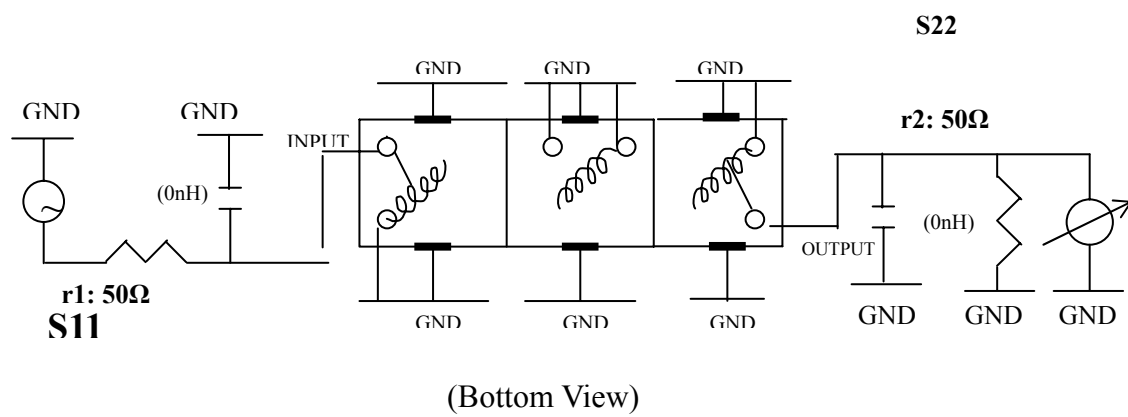 S22
GND
GND
GND
GND
GND
r2: 50Ω
INPUT
(0nH)
(0nH)
OUTPUT
r1: 50Ω
S11
GND
GND
GND
GND
GND
GND
(Bottom View)